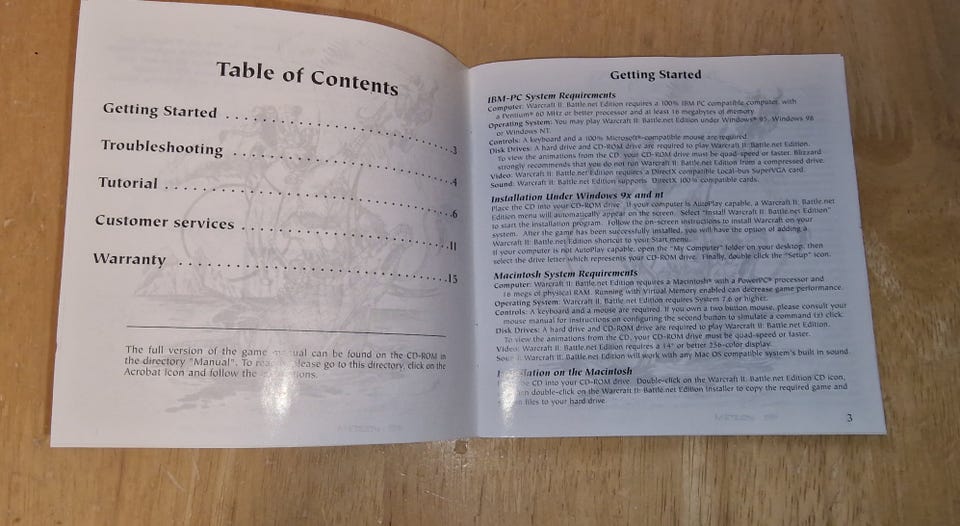 Table of Contents
Getting Started . . . . . . . . . . . . . . . . . . . . . . . . . . . . 3
Troubleshooting . . . . . . . . . . . . . . . . . . . . . . . . . . . . 4
Tutorial . . . . . . . . . . . . . . . . . . . . . . . . . . . . . . . . . . 6
Customer services . . . . . . . . . . . . . . . . . . . . . . . . . . 11
Warranty . . . . . . . . . . . . . . . . . . . . . . . . . . . . . . . . 15
The full version of the game can be found on the CD-ROM in
the directory "Manual". To please go to this directory, click on the
Acrobat Icon and follow the
Getting Started
IBM-PC System Requirements
Computer: Warcraft II: Battle.net Edition requires a 100% IBM PC compatible computer, with
a Pentium® 60 MHz or better processor and at least 16 megabytes of memory.
Operating System: You may play Warcraft II: Battle.net Edition under Windows® 95, Windows 98
or Windows NT.
Controls: A keyboard and a 100% Microsoft®-compatible mouse are required.
Disk Drives: A hard drive and CD-ROM drive are required to play Warcraft II: Battle.net Edition.
To view the animations from the CD, your CD-ROM drive must be quad-speed or faster. Blizzard
strongly recommends that you do not run Warcraft II: Battle.net Edition from a compressed drive.
Video: Warcraft II: Battle.net Edition requires a DirectX compatible Local-bus SuperVGA card.
Sound: Warcraft II: Battle.net Edition supports DirectX 100% compatible cards.
Installation Under Windows 9x and nt
Place the CD into your CD-ROM drive. If your computer is AutoPlay capable, a Warcraft II: Battle.net
Edition menu will automatically appear on the screen. Select "Install Warcraft II: Battle.net Edition"
to start the installation program. Follow the on-screen instructions to install Warcraft on your
system. After the game has been successfully installed, you will have the option of adding a
Warcraft II: Battle.net Edition shortcut to your Start menu.
If your computer is not AutoPlay capable, open the "My Computer" folder on your desktop, then
select the drive letter which represents your CD-ROM drive. Finally, double click the "Setup" icon.
Macintosh System Requirements
Computer: Warcraft II: Battle.net Edition requires a Macintosh® with a PowerPC® processor and
16 megs of physical RAM. Running with Virtual Memory enabled can decrease game performance.
Operating System: Warcraft II: Battle.net Edition requires System 7.6 or higher.
Controls: A keyboard and a mouse are required. If you own a two button mouse, please consult your
mouse manual for instructions on configuring the second button to simulate a command click.
Disk Drives: A hard drive and CD-ROM drive are required to play Warcraft II: Battle.net Edition.
To view the animations from the CD, your CD-ROM drive must be quad-speed or faster.
Video: Warcraft II: Battle.net Edition requires a 14" or better 256-color display.
Warcraft II: Battle.net Edition will work with any Mac OS compatible system's built in sound.
on the Macintosh
CD into your CD-ROM drive. Double-click on the Warcraft II: Battle.net Edition CD icon,
double-click on the Warcraft II: Battle.net Edition Installer to copy the required game and
files to your hard drive.
3